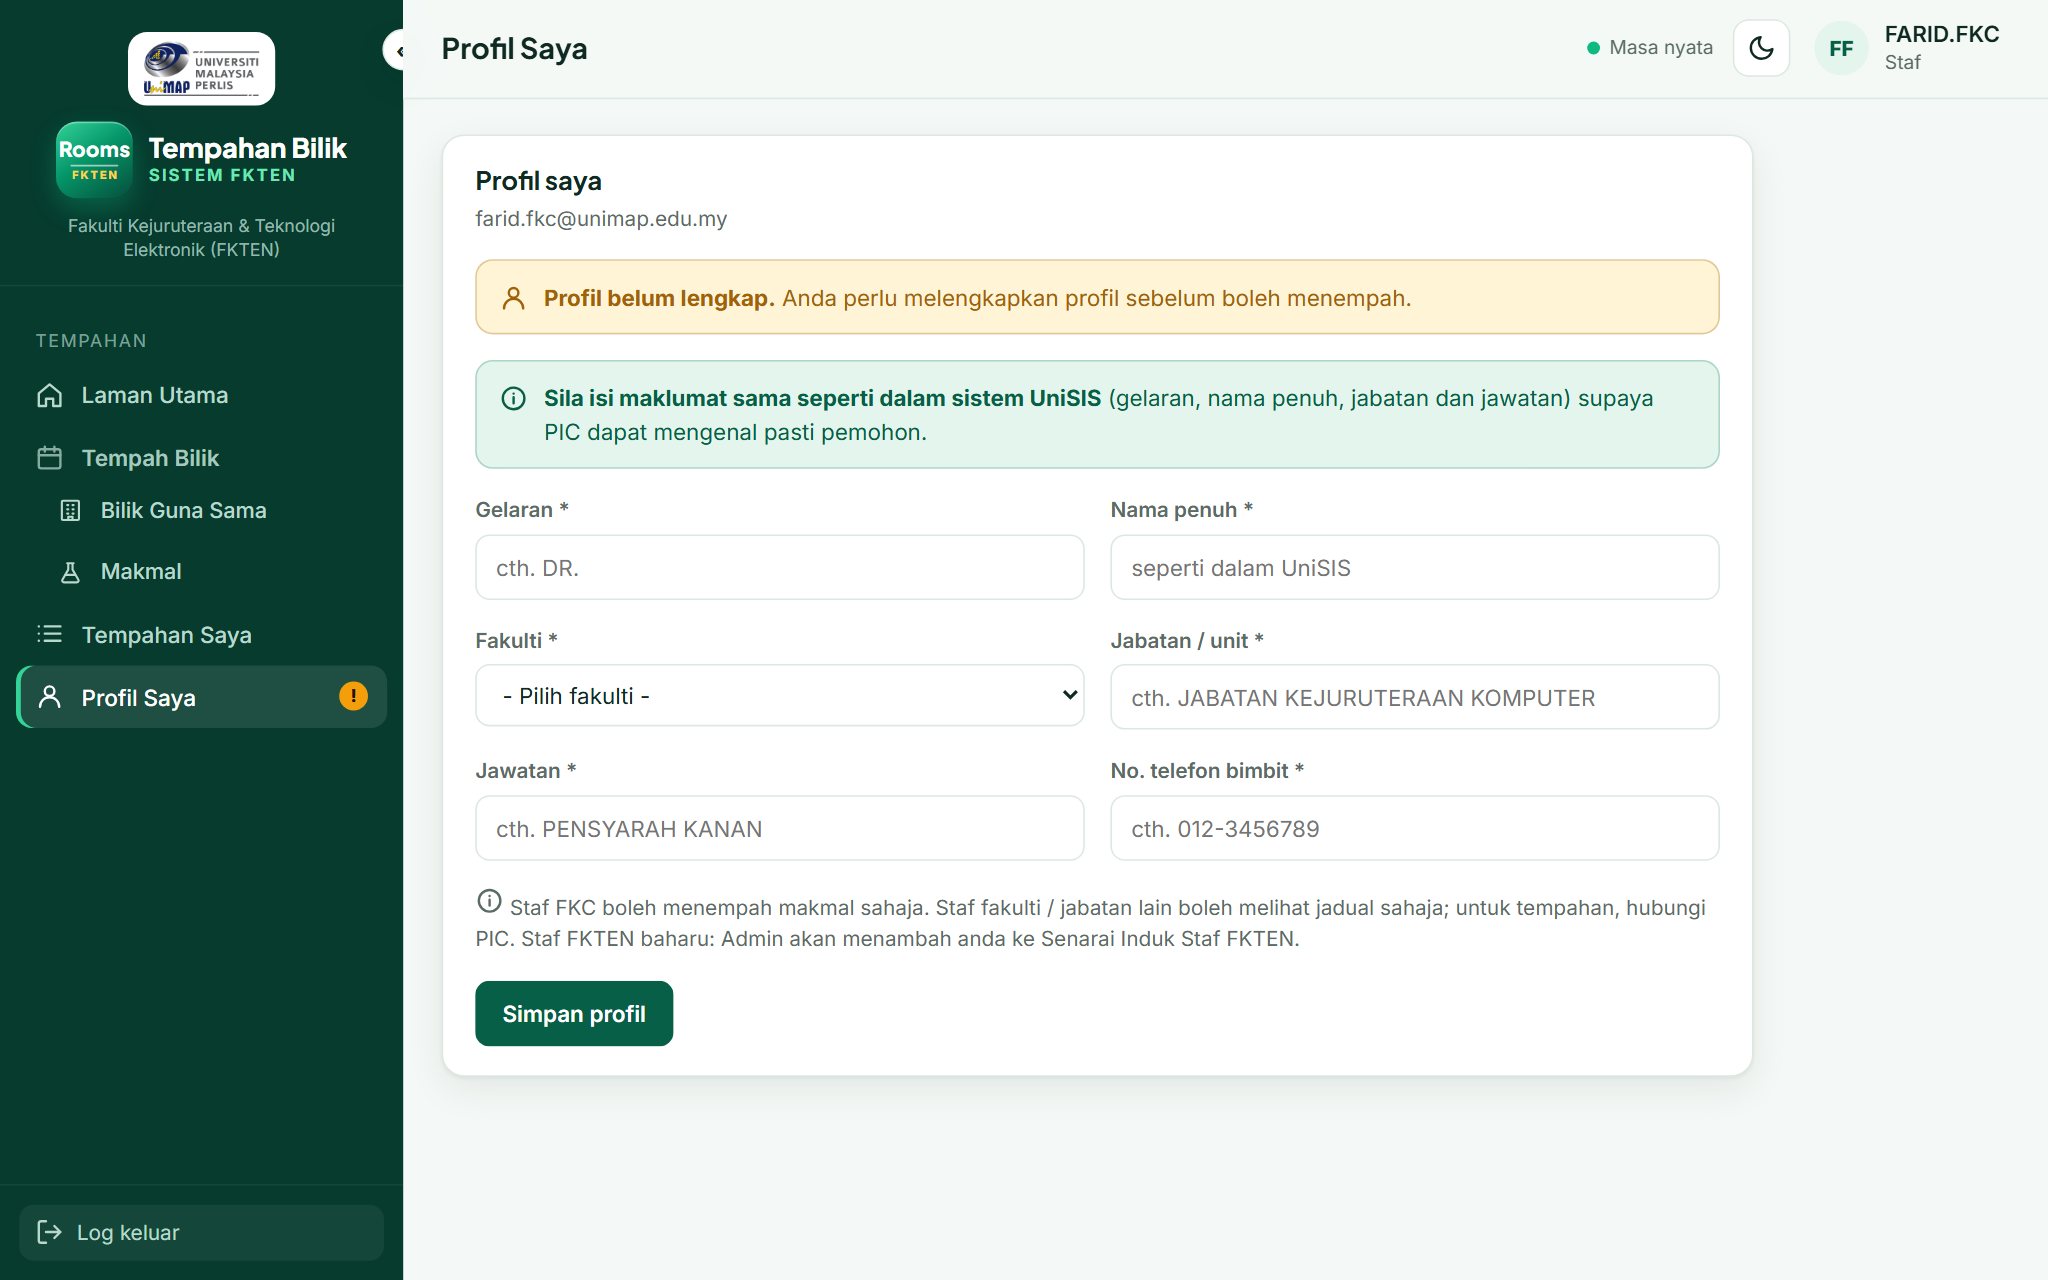 UNIVERSITI
MALAYSIA
PERLIS
UniMAP
Rooms
FKTEN
Tempahan Bilik
SISTEM FKTEN
Fakulti Kejuruteraan & Teknologi
Elektronik (FKTEN)
TEMPAHAN
Laman Utama
Tempah Bilik
Bilik Guna Sama
Makmal
Tempahan Saya
Profil Saya
!
Log keluar
Profil Saya
Masa nyata
FF
FARID.FKC
Staf
Profil saya
farid.fkc@unimap.edu.my
Profil belum lengkap. Anda perlu melengkapkan profil sebelum boleh menempah.
Sila isi maklumat sama seperti dalam sistem UniSIS (gelaran, nama penuh, jabatan dan jawatan) supaya
PIC dapat mengenal pasti pemohon.
Gelaran *
cth. DR.
Nama penuh *
seperti dalam UniSIS
Fakulti *
- Pilih fakulti -
Jabatan / unit *
cth. JABATAN KEJURUTERAAN KOMPUTER
Jawatan *
cth. PENSYARAH KANAN
No. telefon bimbit *
cth. 012-3456789
Staf FKC boleh menempah makmal sahaja. Staf fakulti / jabatan lain boleh melihat jadual sahaja; untuk tempahan, hubungi
PIC. Staf FKTEN baharu: Admin akan menambah anda ke Senarai Induk Staf FKTEN.
Simpan profil